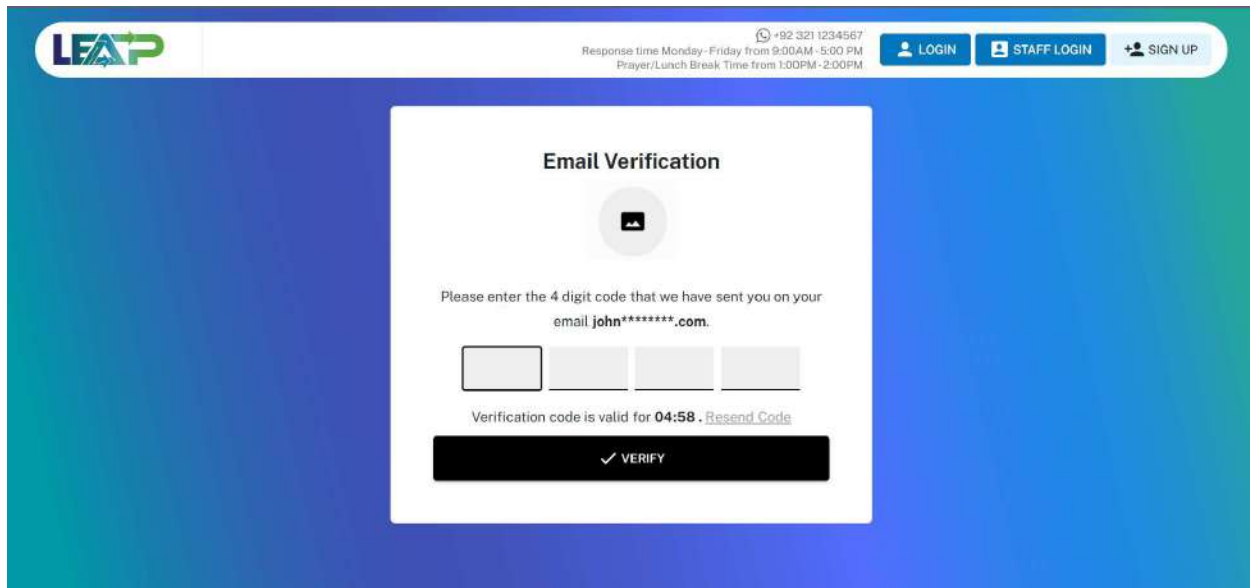 LEAP
+92 321 1234567
Response time Monday-Friday from 9:00AM-5:00 PM
Prayer/Lunch Break Time from 1:00PM-2:00PM
LOGIN
STAFF LOGIN
SIGN UP
Email Verification
Please enter the 4 digit code that we have sent you on your
email john********.com.
Verification code is valid for 04:58 . Resend Code
VERIFY